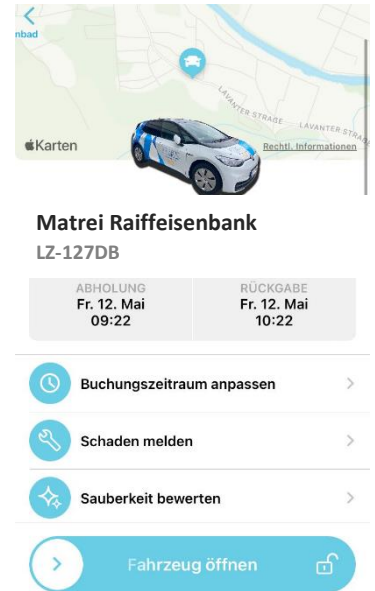 nbad
LAVANTER STRAGE
LAVANTER STRA
Karten
Rechtl. Informationen
Matrei Raiffeisenbank
LZ-127DB
ABHOLUNG
Fr. 12. Mai
09:22
RÜCKGABE
Fr. 12. Mai
10:22
Buchungszeitraum anpassen
Schaden melden
Sauberkeit bewerten
Fahrzeug öffnen